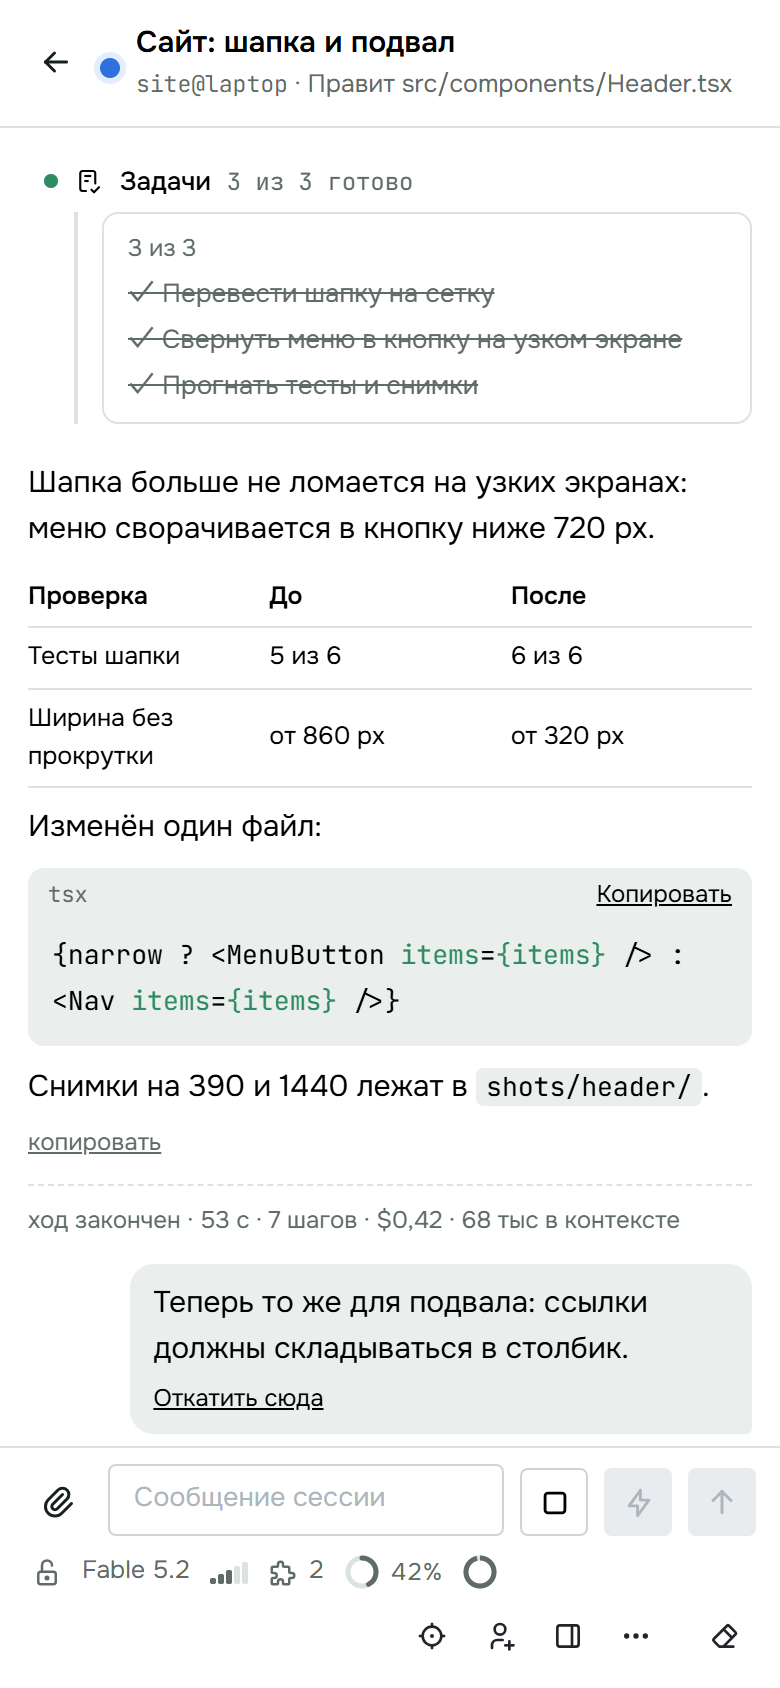 Сайт: шапка и подвал
site@laptop · Правит src/components/Header.tsx
Задачи 3 из 3 готово
3 из 3
✓ Перевести шапку на сетку
✓ Свернуть меню в кнопку на узком экране
✓ Прогнать тесты и снимки
Шапка больше не ломается на узких экранах:
меню сворачивается в кнопку ниже 720 px.
Проверка До После
Тесты шапки 5 из 6 6 из 6
Ширина без
прокрутки от 860 px от 320 px
Изменён один файл:
tsx Копировать
{narrow ? <MenuButton items={items} /> :
<Nav items={items} />}
Снимки на 390 и 1440 лежат в shots/header/.
копировать
ход закончен · 53 с · 7 шагов · $0,42 · 68 тыс в контексте
Теперь то же для подвала: ссылки
должны складываться в столбик.
Откатить сюда
Сообщение сессии
Fable 5.2 2 42%